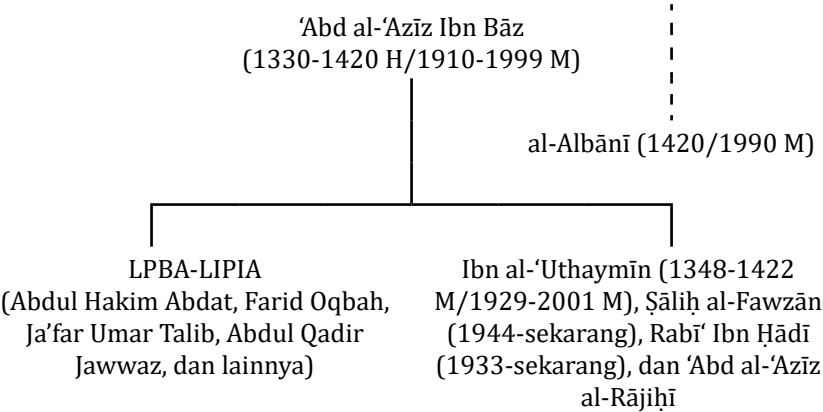 ‘Abd al-‘Azīz Ibn Bāz
(1330-1420 H/1910-1999 M)
al-Albānī (1420/1990 M)
LPBA-LIPIA
(Abdul Hakim Abdat, Farid Oqbah,
Ja’far Umar Talib, Abdul Qadir
Jawwaz, dan lainnya)
Ibn al-‘Uthaymīn (1348-1422
M/1929-2001 M), Ṣāliḥ al-Fawzān
(1944-sekarang), Rabī‘ Ibn Ḥādī
(1933-sekarang), dan ‘Abd al-‘Azīz
al-Rājiḥī